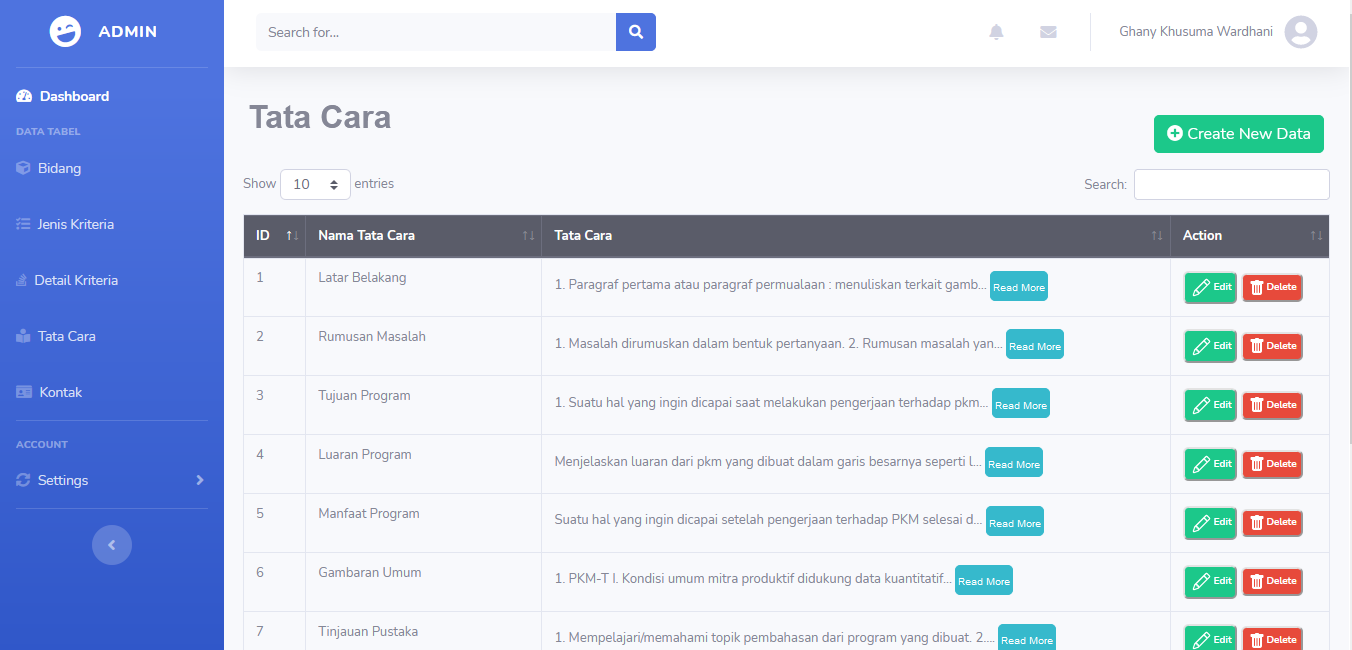 ADMIN
Search for...
Ghany Khusuma Wardhani
Dashboard
DATA TABEL
Bidang
Jenis Kriteria
Detail Kriteria
Tata Cara
Kontak
ACCOUNT
Settings
Tata Cara
Create New Data
Show 10 entries
Search:
ID Nama Tata Cara Tata Cara Action
1 Latar Belakang 1. Paragraf pertama atau paragraf permualaan : menuliskan terkait gamb... Read More Edit Delete
2 Rumusan Masalah 1. Masalah dirumuskan dalam bentuk pertanyaan. 2. Rumusan masalah yan... Read More Edit Delete
3 Tujuan Program 1. Suatu hal yang ingin dicapai saat melakukan pengerjaan terhadap pkm... Read More Edit Delete
4 Luaran Program Menjelaskan luaran dari pkm yang dibuat dalam garis besarnya seperti l... Read More Edit Delete
5 Manfaat Program Suatu hal yang ingin dicapai setelah pengerjaan terhadap PKM selesai d... Read More Edit Delete
6 Gambaran Umum 1. PKM-T I. Kondisi umum mitra produktif didukung data kuantitatif... Read More Edit Delete
7 Tinjauan Pustaka 1. Mempelajari/memahami topik pembahasan dari program yang dibuat. 2.... Read More Edit Delete